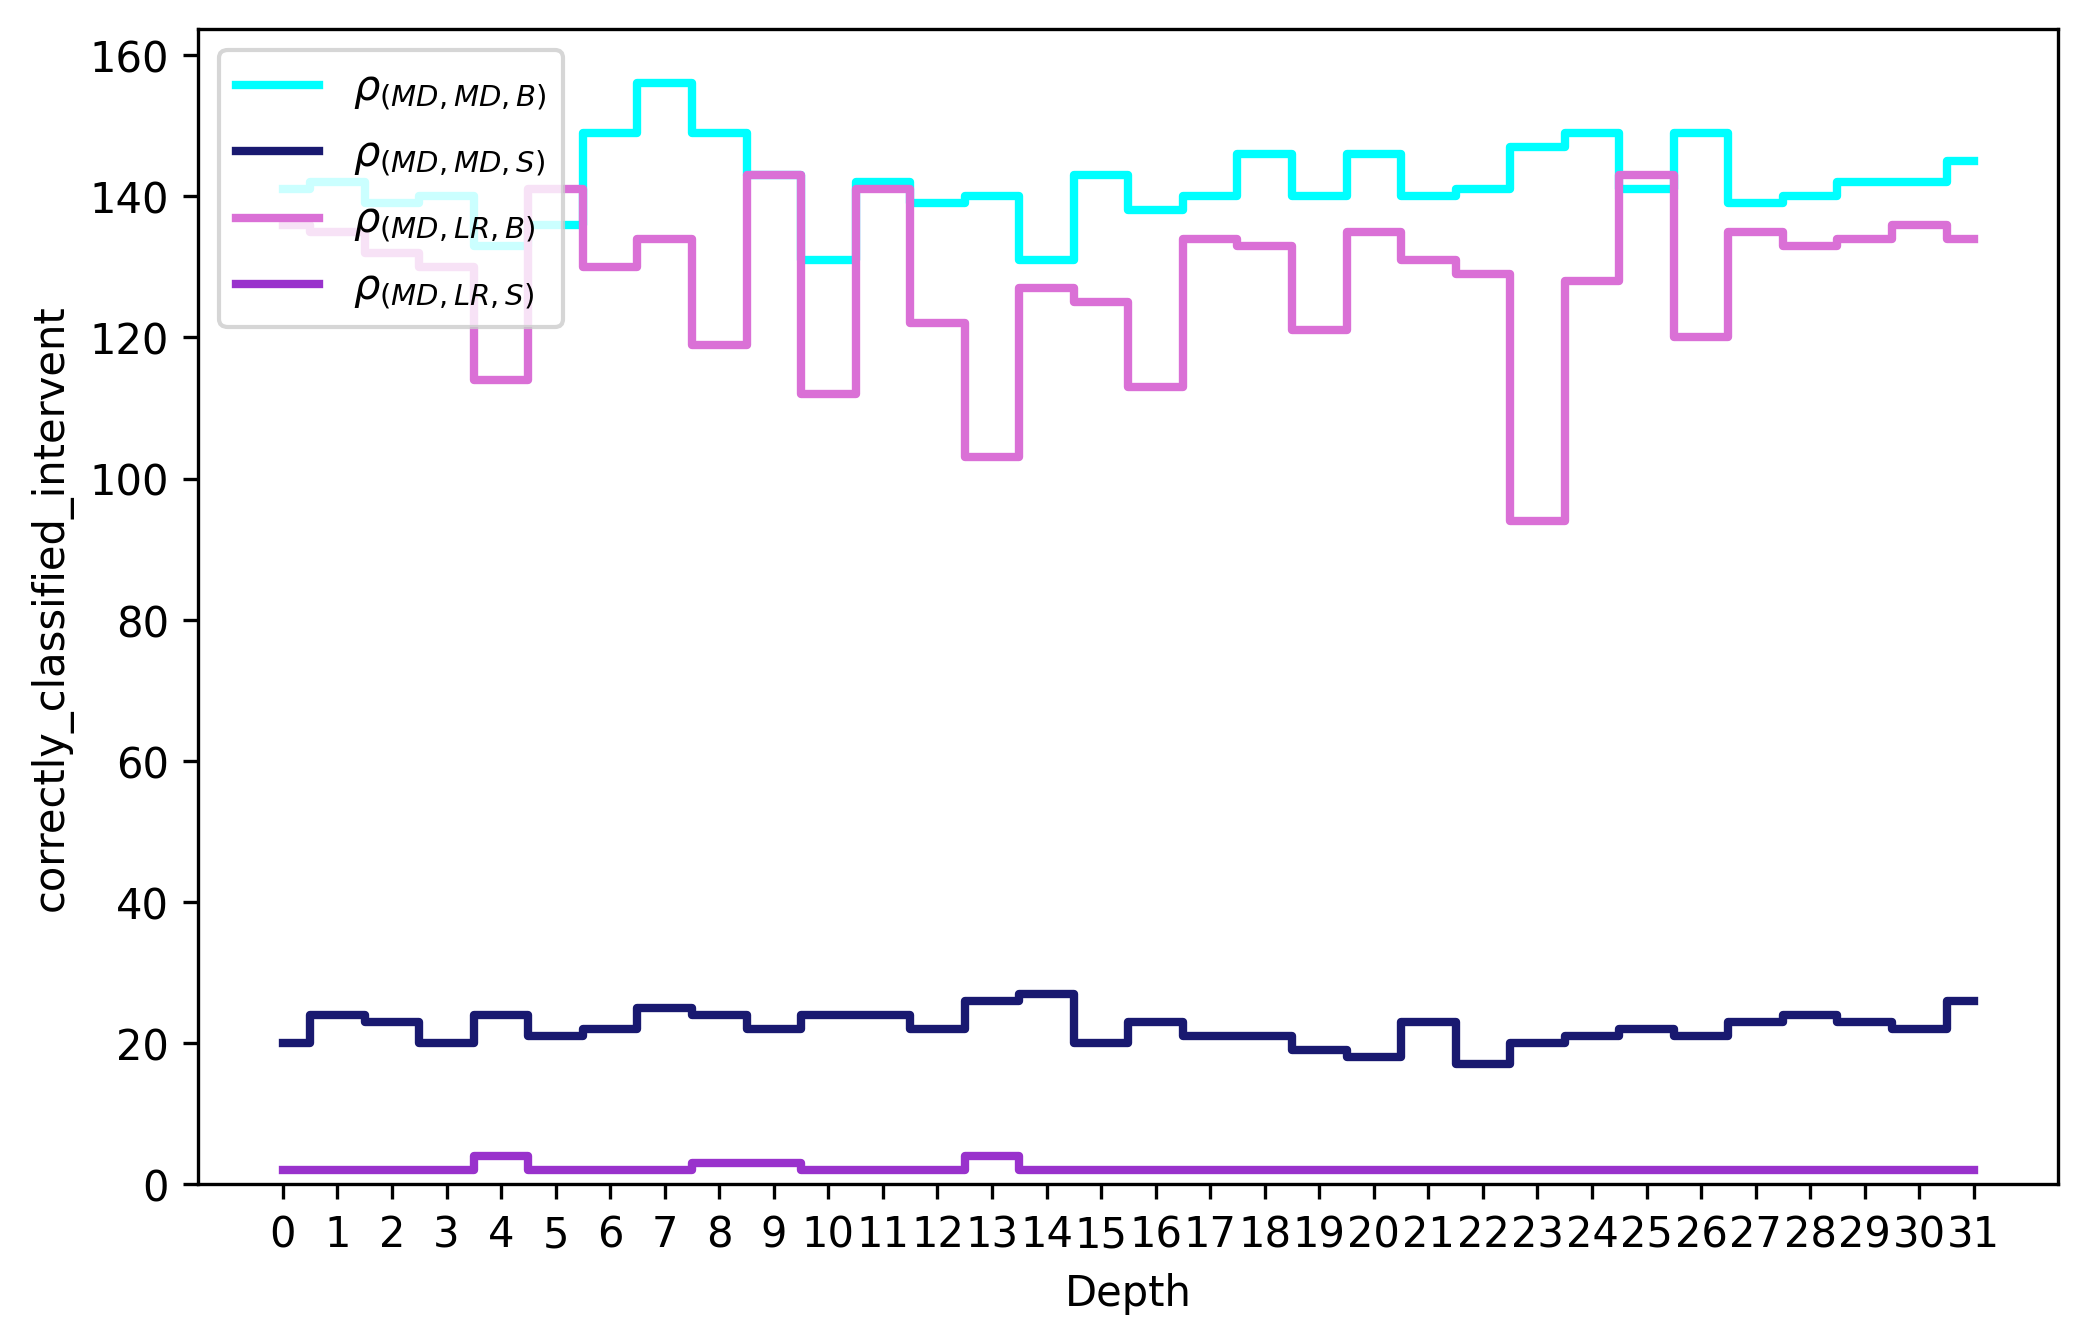 160
140
120
100
80
60
40
20
0
correctly_classified_intervent
ρ(MD, MD, B)
ρ(MD, MD, S)
ρ(MD, LR, B)
ρ(MD, LR, S)
0 1 2 3 4 5 6 7 8 9 10 11 12 13 14 15 16 17 18 19 20 21 22 23 24 25 26 27 28 29 30 31
Depth